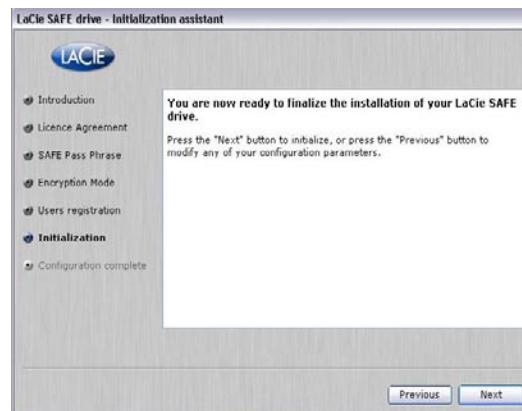 LaCie SAFE drive - Initialization assistant
LACIE
Introduction
Licence Agreement
SAFE Pass Phrase
Encryption Mode
Users registration
Initialization
Configuration complete
You are now ready to finalize the installation of your LaCie SAFE
drive.
Press the "Next" button to initialize, or press the "Previous" button to
modify any of your configuration parameters.
Previous
Next